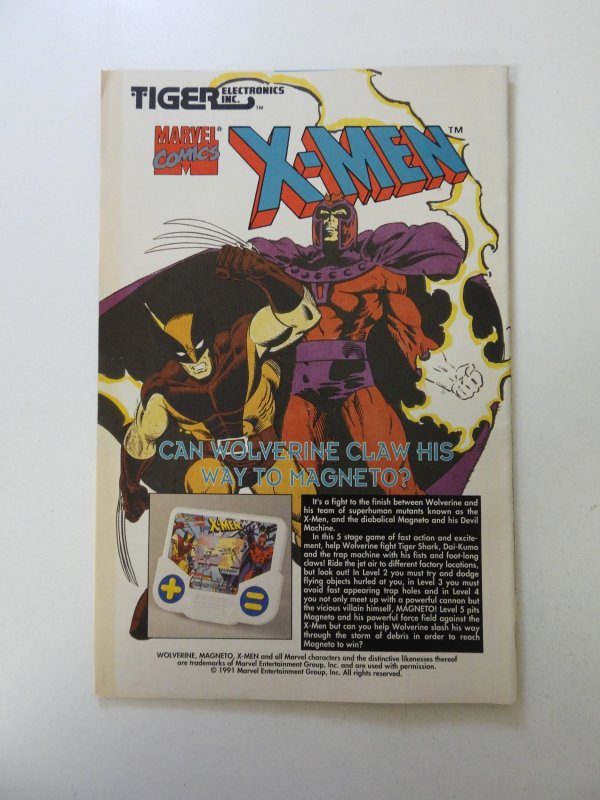 TIGER ELECTRONICS INC. ™
MARVEL®
COMICS
X-MEN™
CAN WOLVERINE CLAW HIS
WAY TO MAGNETO?
X-MEN
It's a fight to the finish between Wolverine and
his team of superhuman mutants known as the
X-Men, and the diabolical Magneto and his Devil
Machine.
In this 5 stage game of fast action and excite-
ment, help Wolverine fight Tiger Shark, Dai-Kumo
and the trap machine with his fists and foot-long
claws! Ride the jet air to different factory locations,
but look out! In Level 2 you must try and dodge
flying objects hurled at you, in Level 3 you must
avoid fast appearing trap holes and in Level 4
you not only meet up with a powerful cannon but
the vicious villain himself, MAGNETO! Level 5 pits
Magneto and his powerful force field against the
X-Men but can you help Wolverine slash his way
through the storm of debris in order to reach
Magneto to win?
WOLVERINE, MAGNETO, X-MEN and all Marvel characters and the distinctive likenesses thereof
are trademarks of Marvel Entertainment Group, Inc. and are used with permission.
© 1991 Marvel Entertainment Group, Inc. All rights reserved.